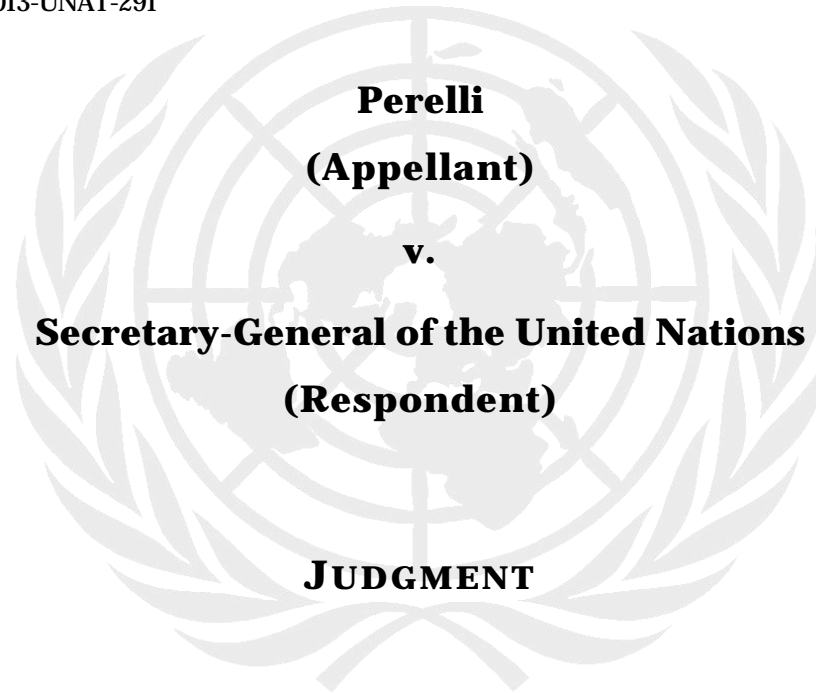 013-UNAT-291
Perelli
(Appellant)
v.
Secretary-General of the United Nations
(Respondent)
JUDGMENT